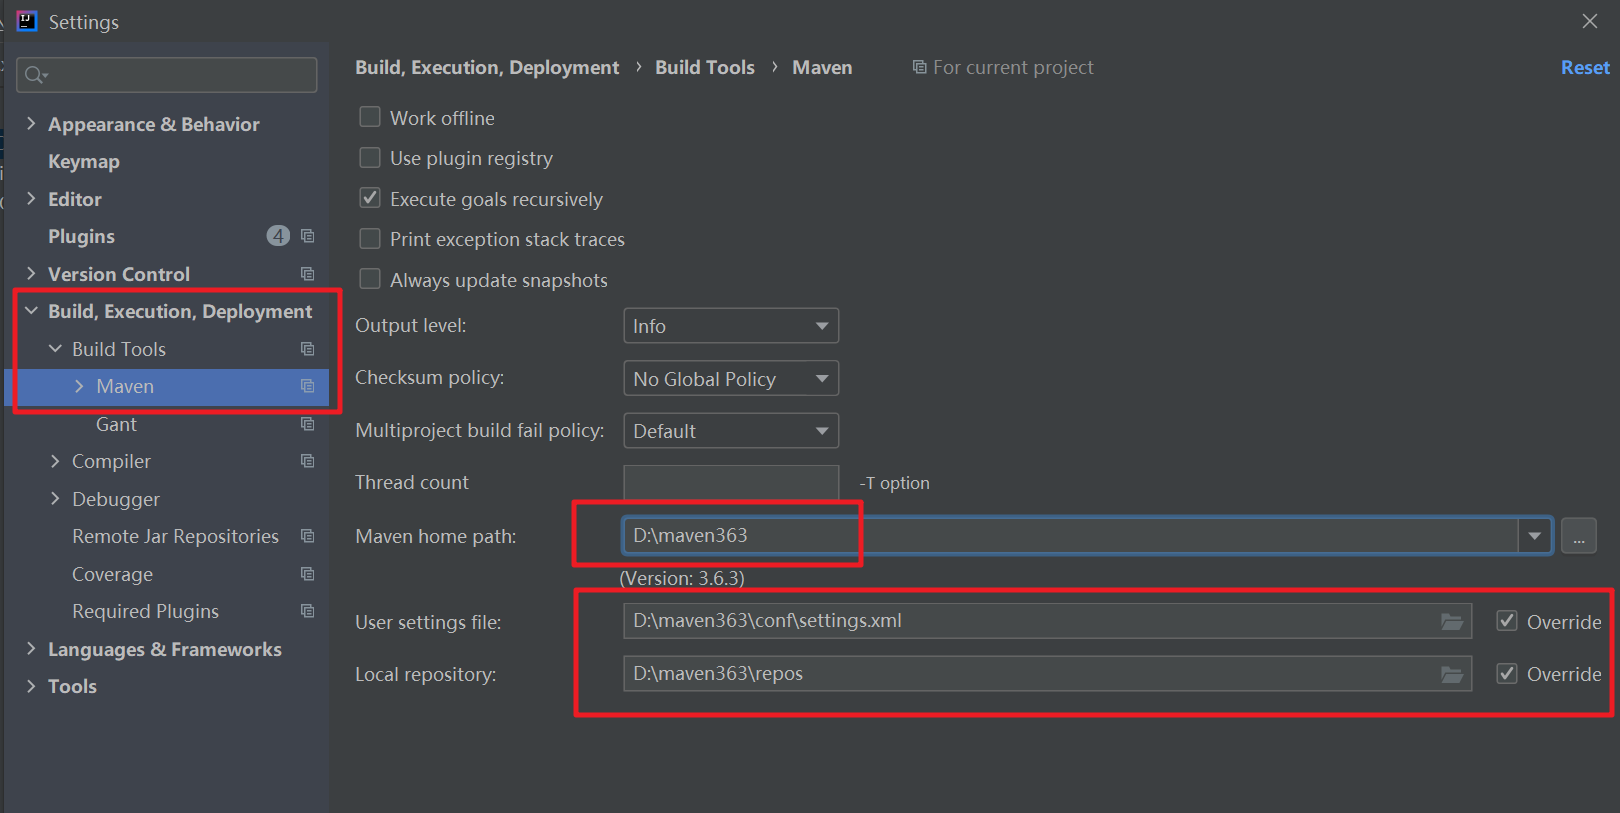 Settings
Build, Execution, Deployment › Build Tools › Maven For current project Reset
Appearance & Behavior
Keymap
Editor
Plugins 4
Version Control
Build, Execution, Deployment
Build Tools
Maven
Gant
Compiler
Debugger
Remote Jar Repositories
Coverage
Required Plugins
Languages & Frameworks
Tools
Work offline
Use plugin registry
Execute goals recursively
Print exception stack traces
Always update snapshots
Output level: Info
Checksum policy: No Global Policy
Multiproject build fail policy: Default
Thread count -T option
Maven home path: D:\maven363 ...
(Version: 3.6.3)
User settings file: D:\maven363\conf\settings.xml Override
Local repository: D:\maven363\repos Override